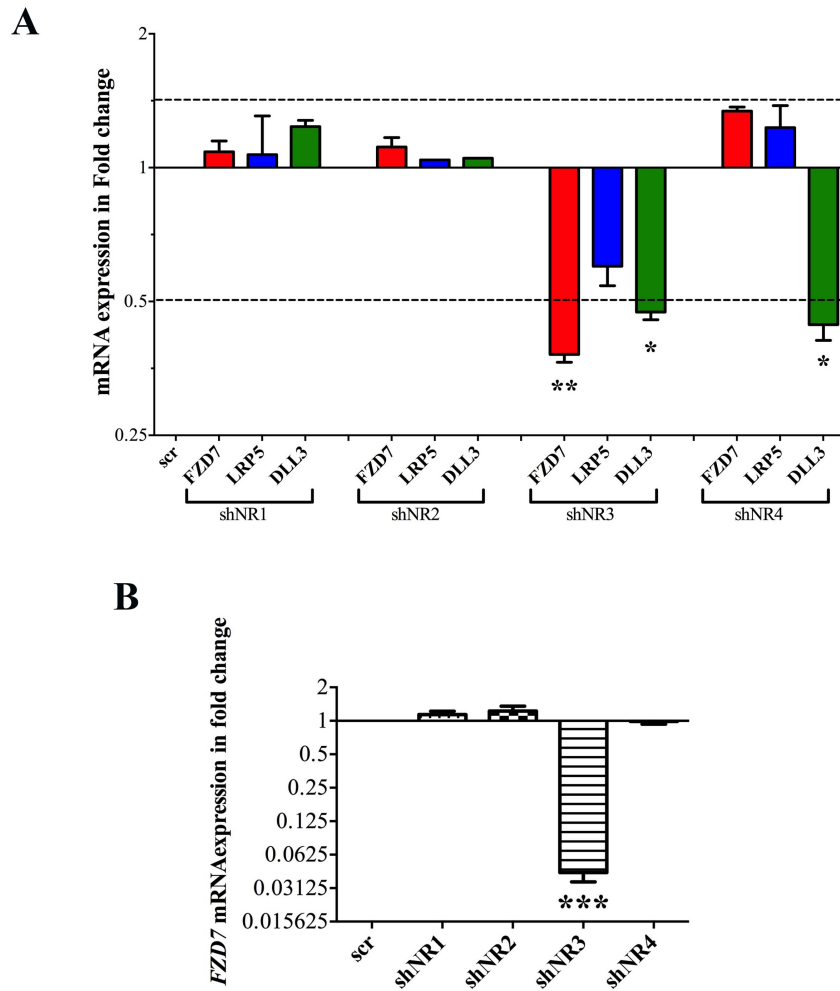 A
mRNA expression in Fold change
2
1
0.5
0.25
** * *
scr FZD7 LRP5 DLL3 FZD7 LRP5 DLL3 FZD7 LRP5 DLL3 FZD7 LRP5 DLL3
shNR1 shNR2 shNR3 shNR4
B
FZD7 mRNAexpression in fold change
2
1
0.5
0.25
0.125
0.0625
0.03125
0.015625
***
scr shNR1 shNR2 shNR3 shNR4